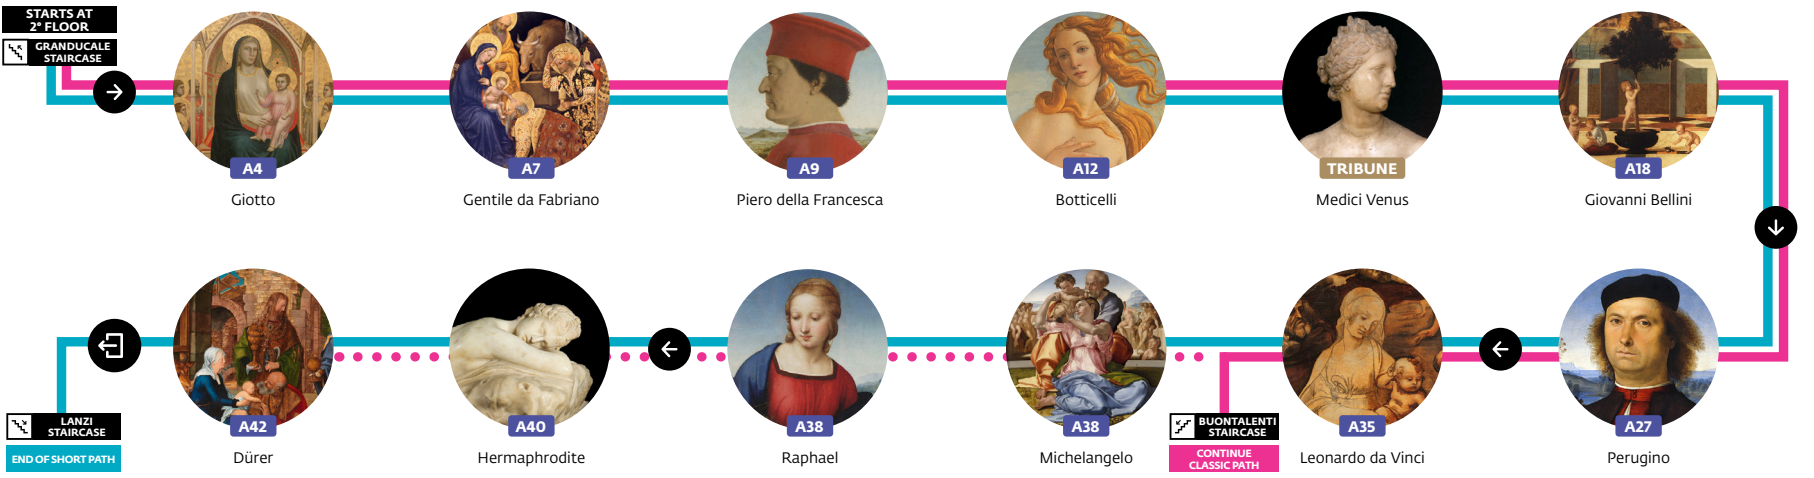 STARTS AT
2° FLOOR
GRANDUCALE
STAIRCASE
A4
Giotto
A7
Gentile da Fabriano
A9
Piero della Francesca
A12
Botticelli
TRIBUNE
Medici Venus
A18
Giovanni Bellini
A42
Dürer
A40
Hermaphrodite
A38
Raphael
A38
Michelangelo
A35
Leonardo da Vinci
A27
Perugino
LANZI
STAIRCASE
END OF SHORT PATH
BUONTALENTI
STAIRCASE
CONTINUE
CLASSIC PATH